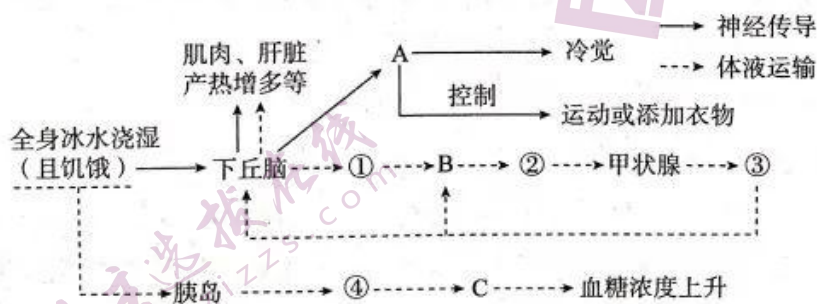 神经传导
体液运输
肌肉、肝脏
产热增多等
A
冷觉
控制
运动或添加衣物
全身冰水浇湿
（且饥饿）
下丘脑
①
B
②
甲状腺
③
胰岛
④
C
血糖浓度上升